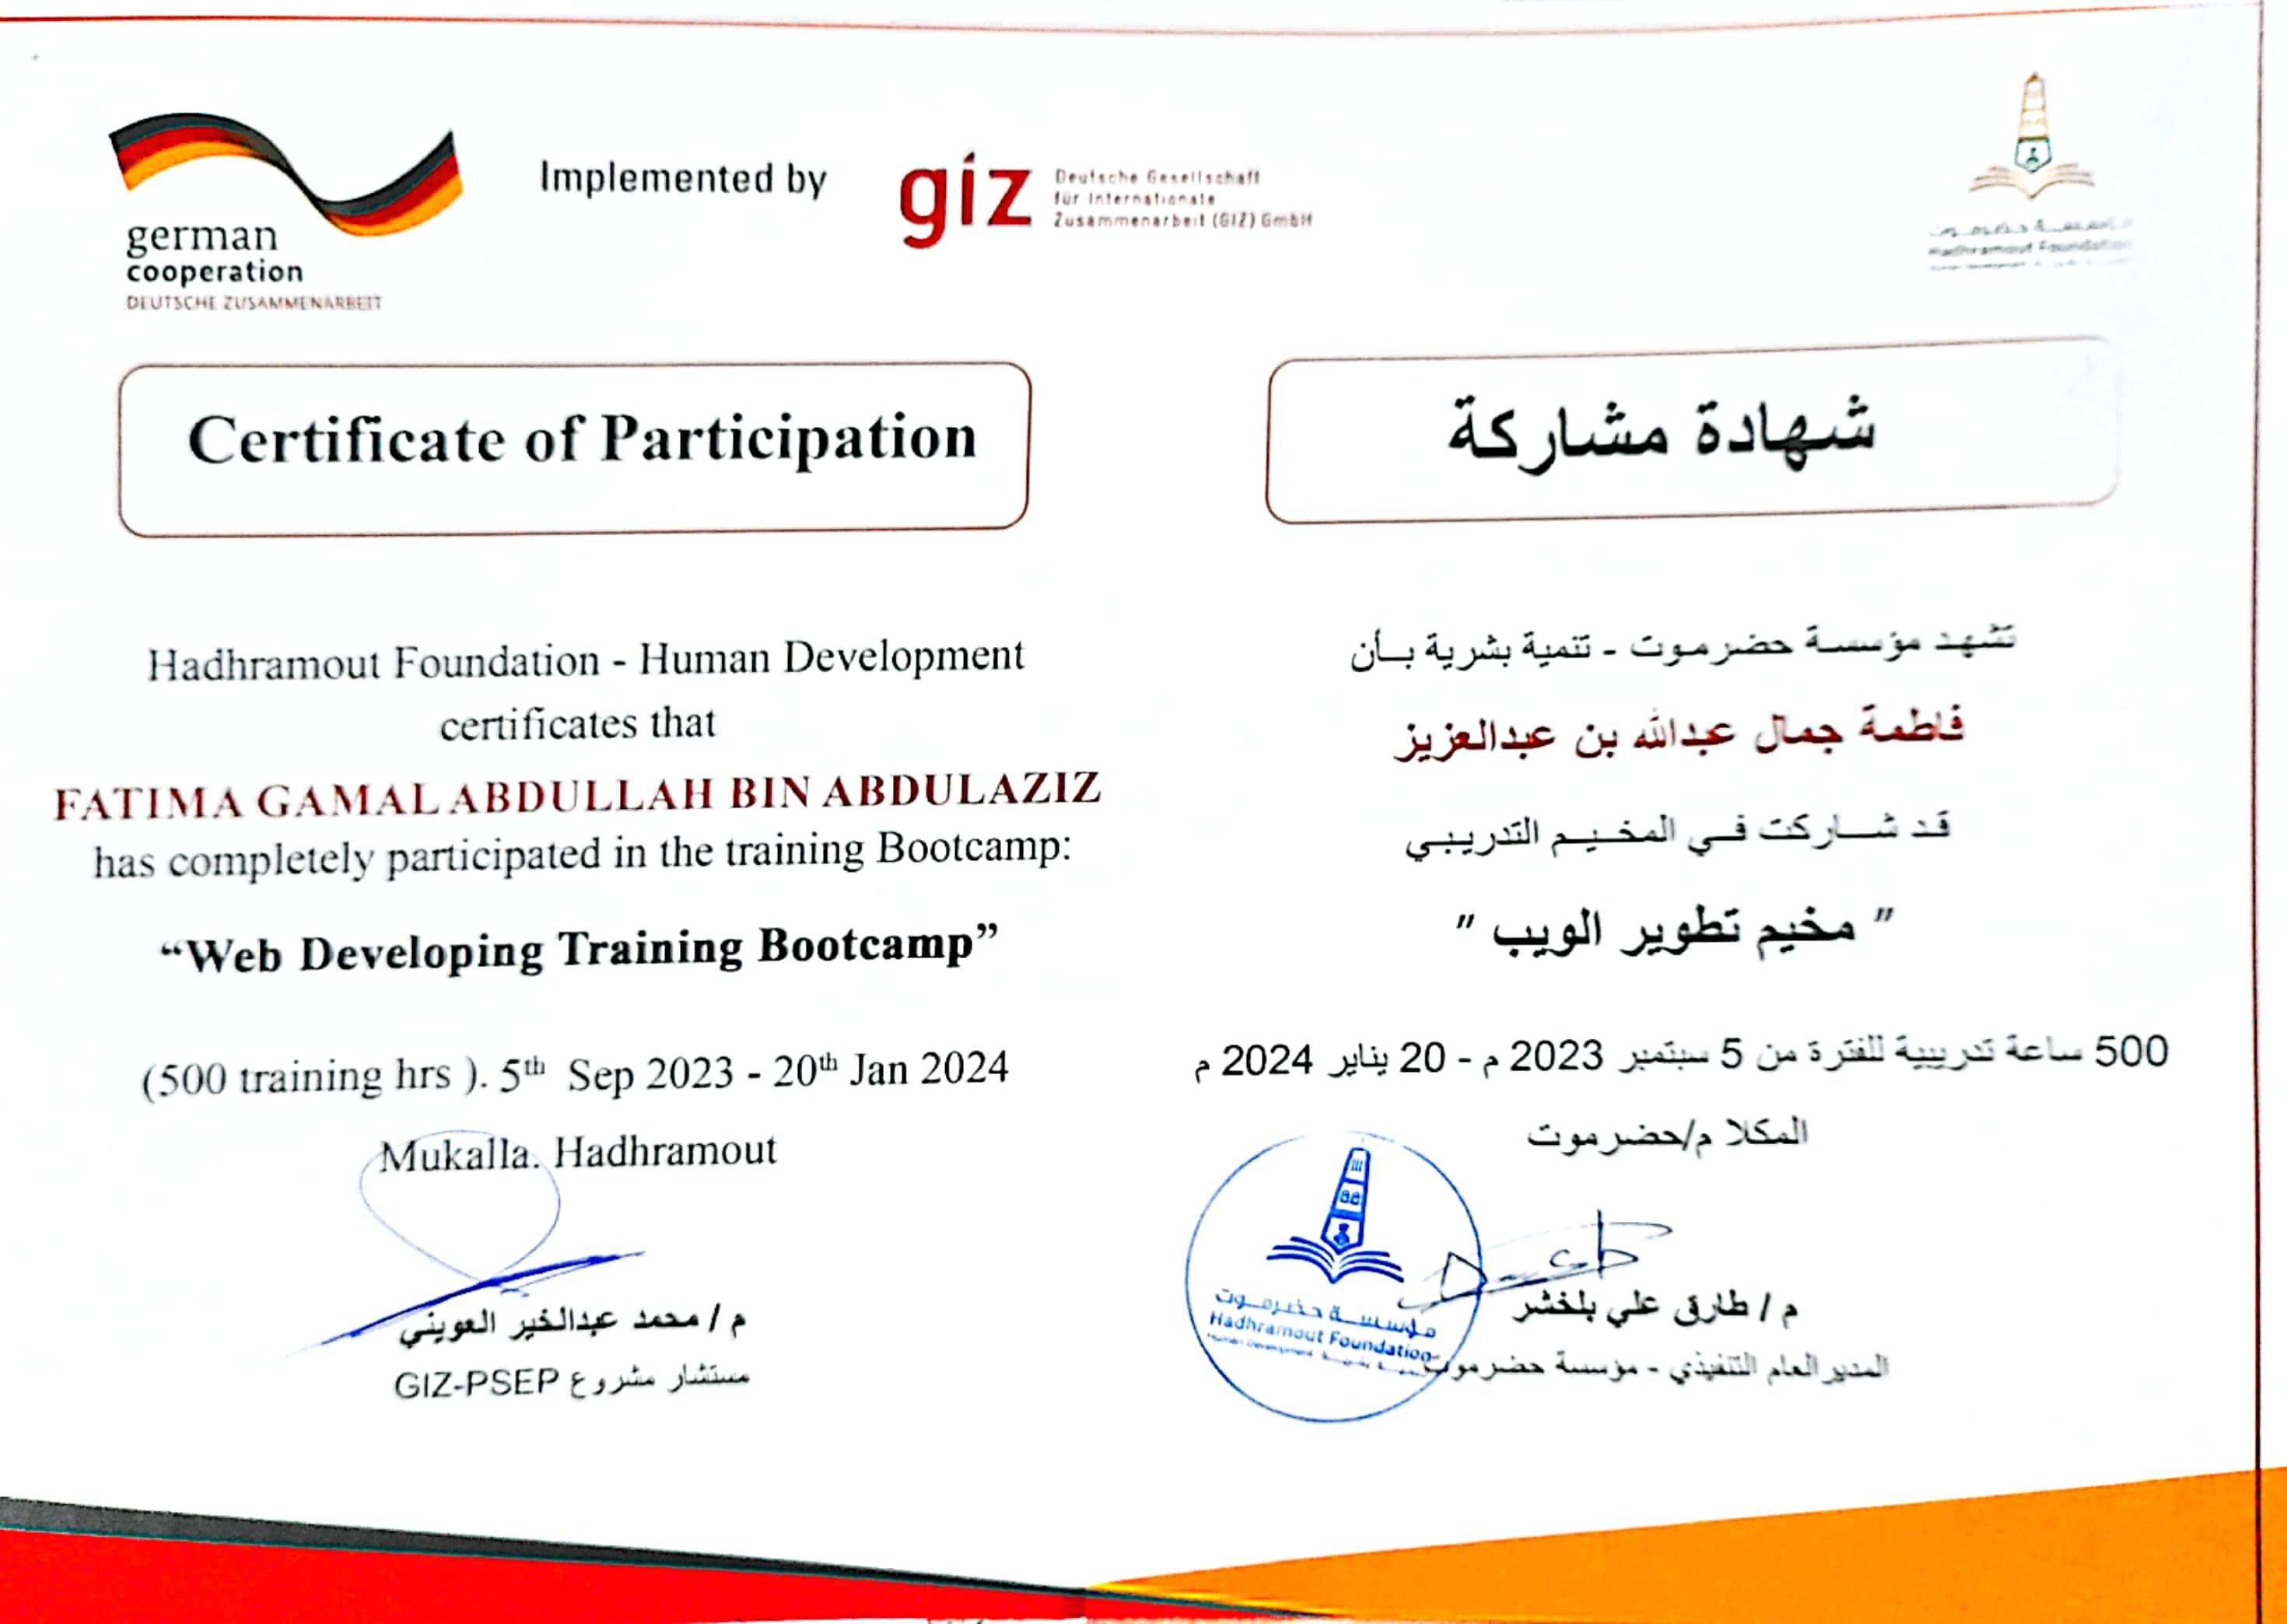 german
cooperation
DEUTSCHE ZUSAMMENARBEIT
Implemented by
giz
Deutsche Gesellschaft
für Internationale
Zusammenarbeit (GIZ) GmbH
مؤسسة حضرموت
Hadhramout Foundation
Certificate of Participation
Hadhramout Foundation - Human Development
certificates that
FATIMA GAMAL ABDULLAH BIN ABDULAZIZ
has completely participated in the training Bootcamp:
“Web Developing Training Bootcamp”
(500 training hrs ). 5th Sep 2023 - 20th Jan 2024
Mukalla. Hadhramout
م / محمد عبدالخير العويني
مستشار مشروع GIZ-PSEP
شهادة مشاركة
تشهد مؤسسة حضرموت - تنمية بشرية بأن
فاطمة جمال عبدالله بن عبدالعزيز
قد شاركت في المخيم التدريبي
" مخيم تطوير الويب "
500 ساعة تدريبية للفترة من 5 سبتمبر 2023 م - 20 يناير 2024 م
المكلا م/حضرموت
م / طارق علي بلخشر
المدير العام التنفيذي - مؤسسة حضرموت
مؤسسة حضرموت
Hadhramout Foundation
Human Development